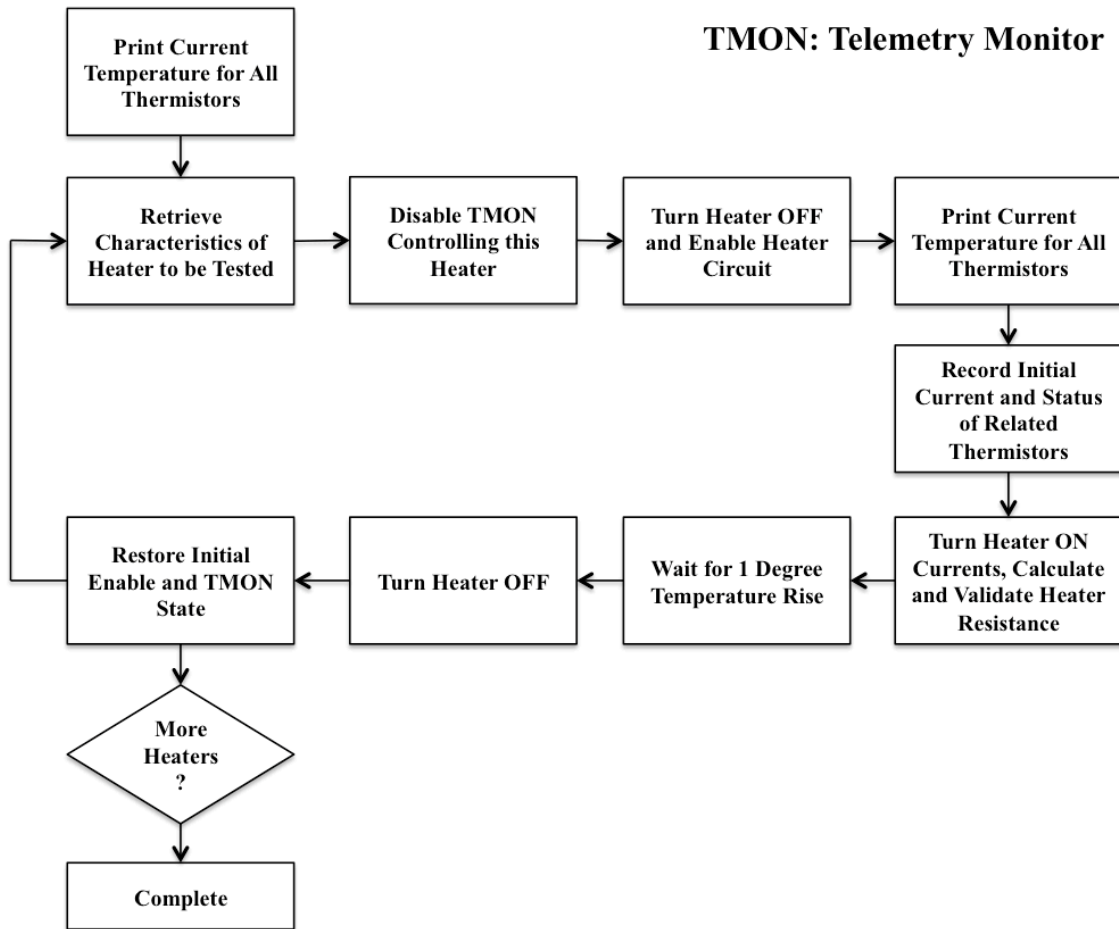 TMON: Telemetry Monitor
Print Current
Temperature for All
Thermistors
Retrieve
Characteristics of
Heater to be Tested
Disable TMON
Controlling this
Heater
Turn Heater OFF
and Enable Heater
Circuit
Print Current
Temperature for All
Thermistors
Record Initial
Current and Status
of Related
Thermistors
Turn Heater ON
Currents, Calculate
and Validate Heater
Resistance
Wait for 1 Degree
Temperature Rise
Turn Heater OFF
Restore Initial
Enable and TMON
State
More
Heaters
?
Complete